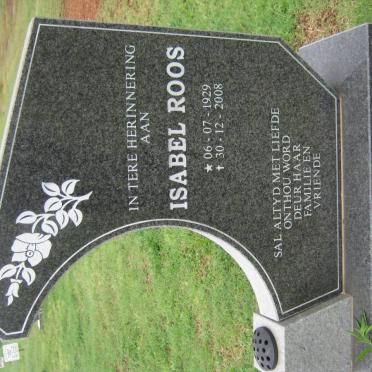 IN TERE HERINNERING
AAN
ISABEL ROOS
★ 06 - 07 - 1929
✝ 30 - 12 - 2008
SAL ALTYD MET LIEFDE
ONTHOU WORD
DEUR HAAR
FAMILIE EN
VRIENDE